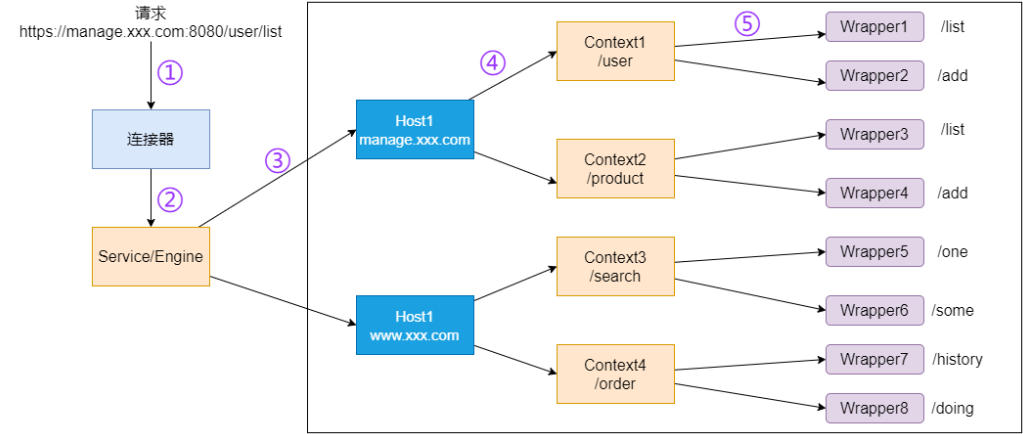 请求
https://manage.xxx.com:8080/user/list
①
连接器
②
Service/Engine
③
Host1
manage.xxx.com
④
Context1
/user
⑤
Wrapper1 /list
Wrapper2 /add
Context2
/product
Wrapper3 /list
Wrapper4 /add
Host1
www.xxx.com
Context3
/search
Wrapper5 /one
Wrapper6 /some
Context4
/order
Wrapper7 /history
Wrapper8 /doing